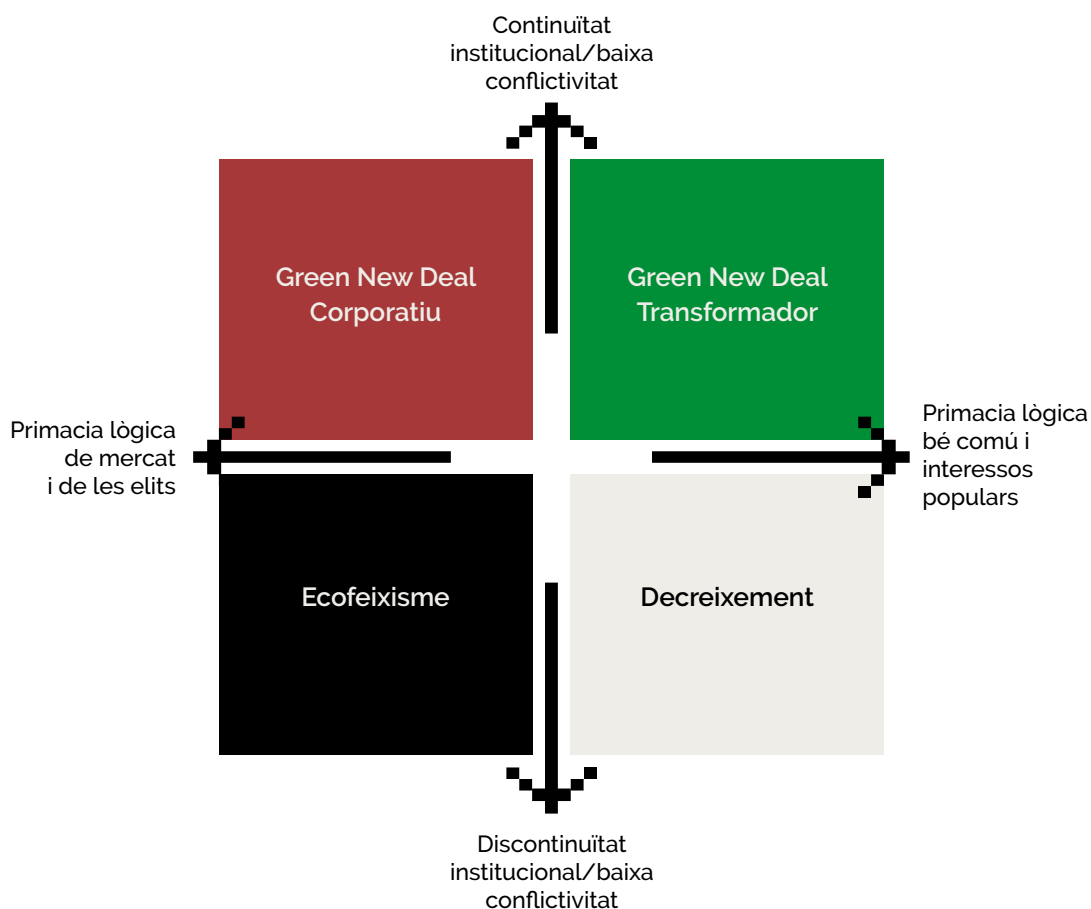 Continuïtat
institucional/baixa
conflictivitat
Green New Deal
Corporatiu
Green New Deal
Transformador
Primacia lògica
de mercat
i de les elits
Primacia lògica
bé comú i
interessos
populars
Ecofeixisme
Decreixement
Discontinuïtat
institucional/baixa
conflictivitat